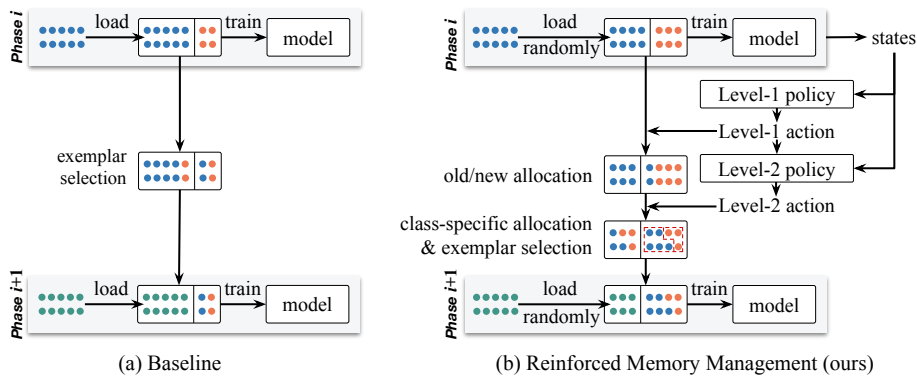 Phase i
load
train
model
exemplar
selection
Phase i+1
load
train
model
(a) Baseline
Phase i
load
randomly
train
model
states
Level-1 policy
Level-1 action
Level-2 policy
old/new allocation
Level-2 action
class-specific allocation
& exemplar selection
Phase i+1
load
randomly
train
model
(b) Reinforced Memory Management (ours)